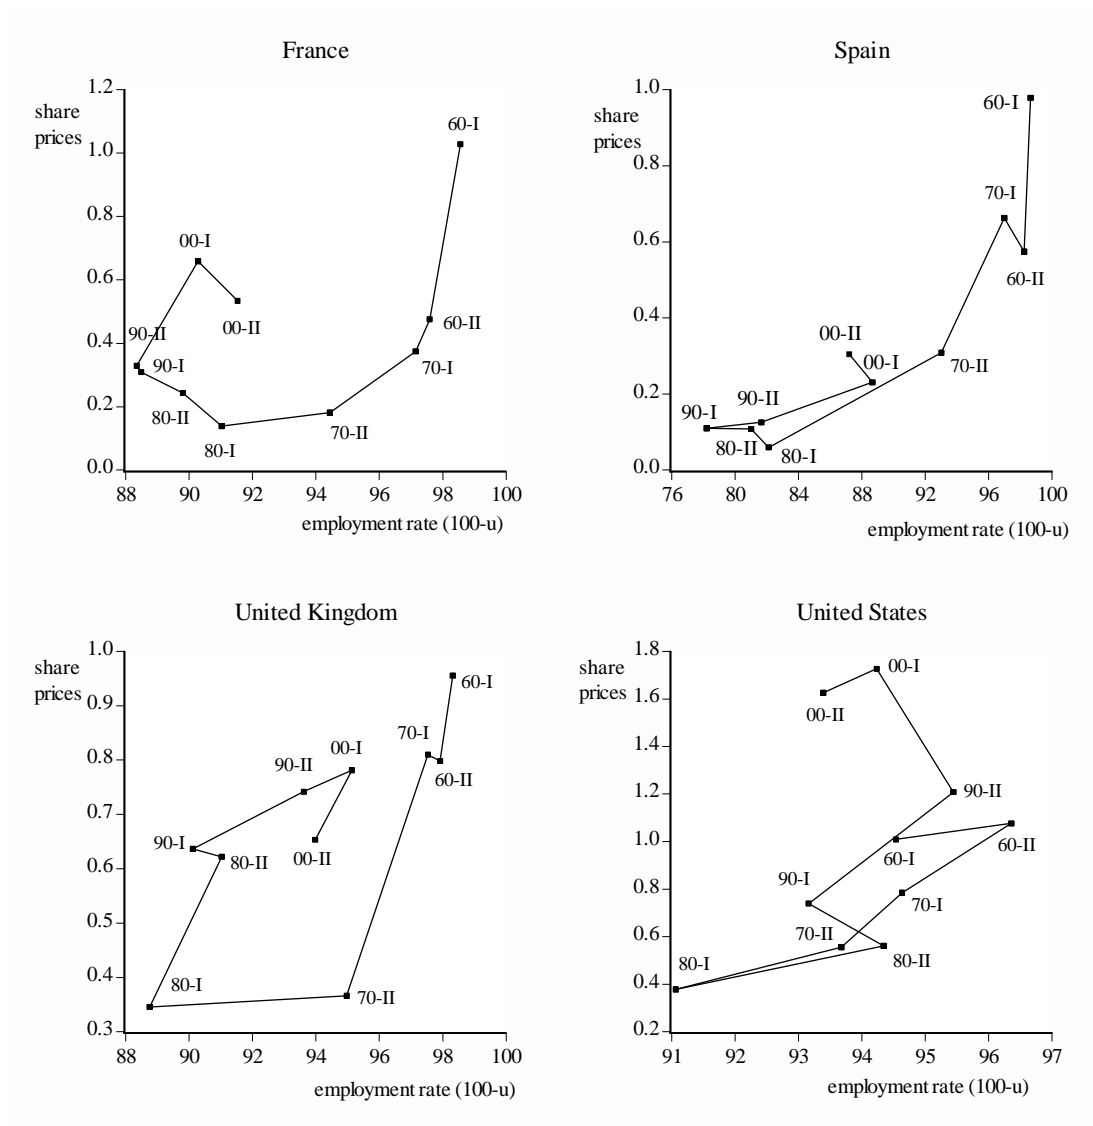 France
1.2
share
prices
1.0
0.8
0.6
0.4
0.2
0.0
60-I
00-I
00-II
60-II
90-II
90-I
70-I
80-II
70-II
80-I
88 90 92 94 96 98 100
employment rate (100-u)
Spain
1.0
share
prices
0.8
0.6
0.4
0.2
0.0
60-I
70-I
60-II
00-II
00-I
70-II
90-II
90-I
80-II
80-I
76 80 84 88 92 96 100
employment rate (100-u)
United Kingdom
1.0
share
prices
0.9
0.8
0.7
0.6
0.5
0.4
0.3
60-I
70-I
00-I
90-II
60-II
90-I
80-II
00-II
80-I
70-II
88 90 92 94 96 98 100
employment rate (100-u)
United States
1.8
share
prices
1.6
1.4
1.2
1.0
0.8
0.6
0.4
0.2
00-I
00-II
90-II
60-I
60-II
90-I
70-I
70-II
80-II
80-I
91 92 93 94 95 96 97
employment rate (100-u)